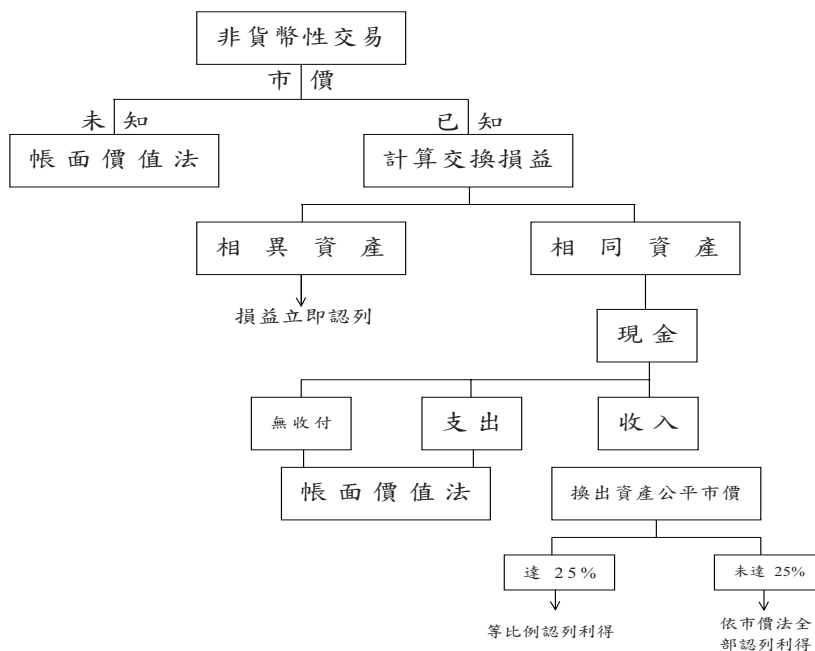 非貨幣性交易
市價
未知
已知
帳面價值法
計算交換損益
相異資產
相同資產
損益立即認列
現金
無收付
支出
收入
帳面價值法
換出資產公平市價
達 25%
未達 25%
等比例認列利得
依市價法全
部認列利得